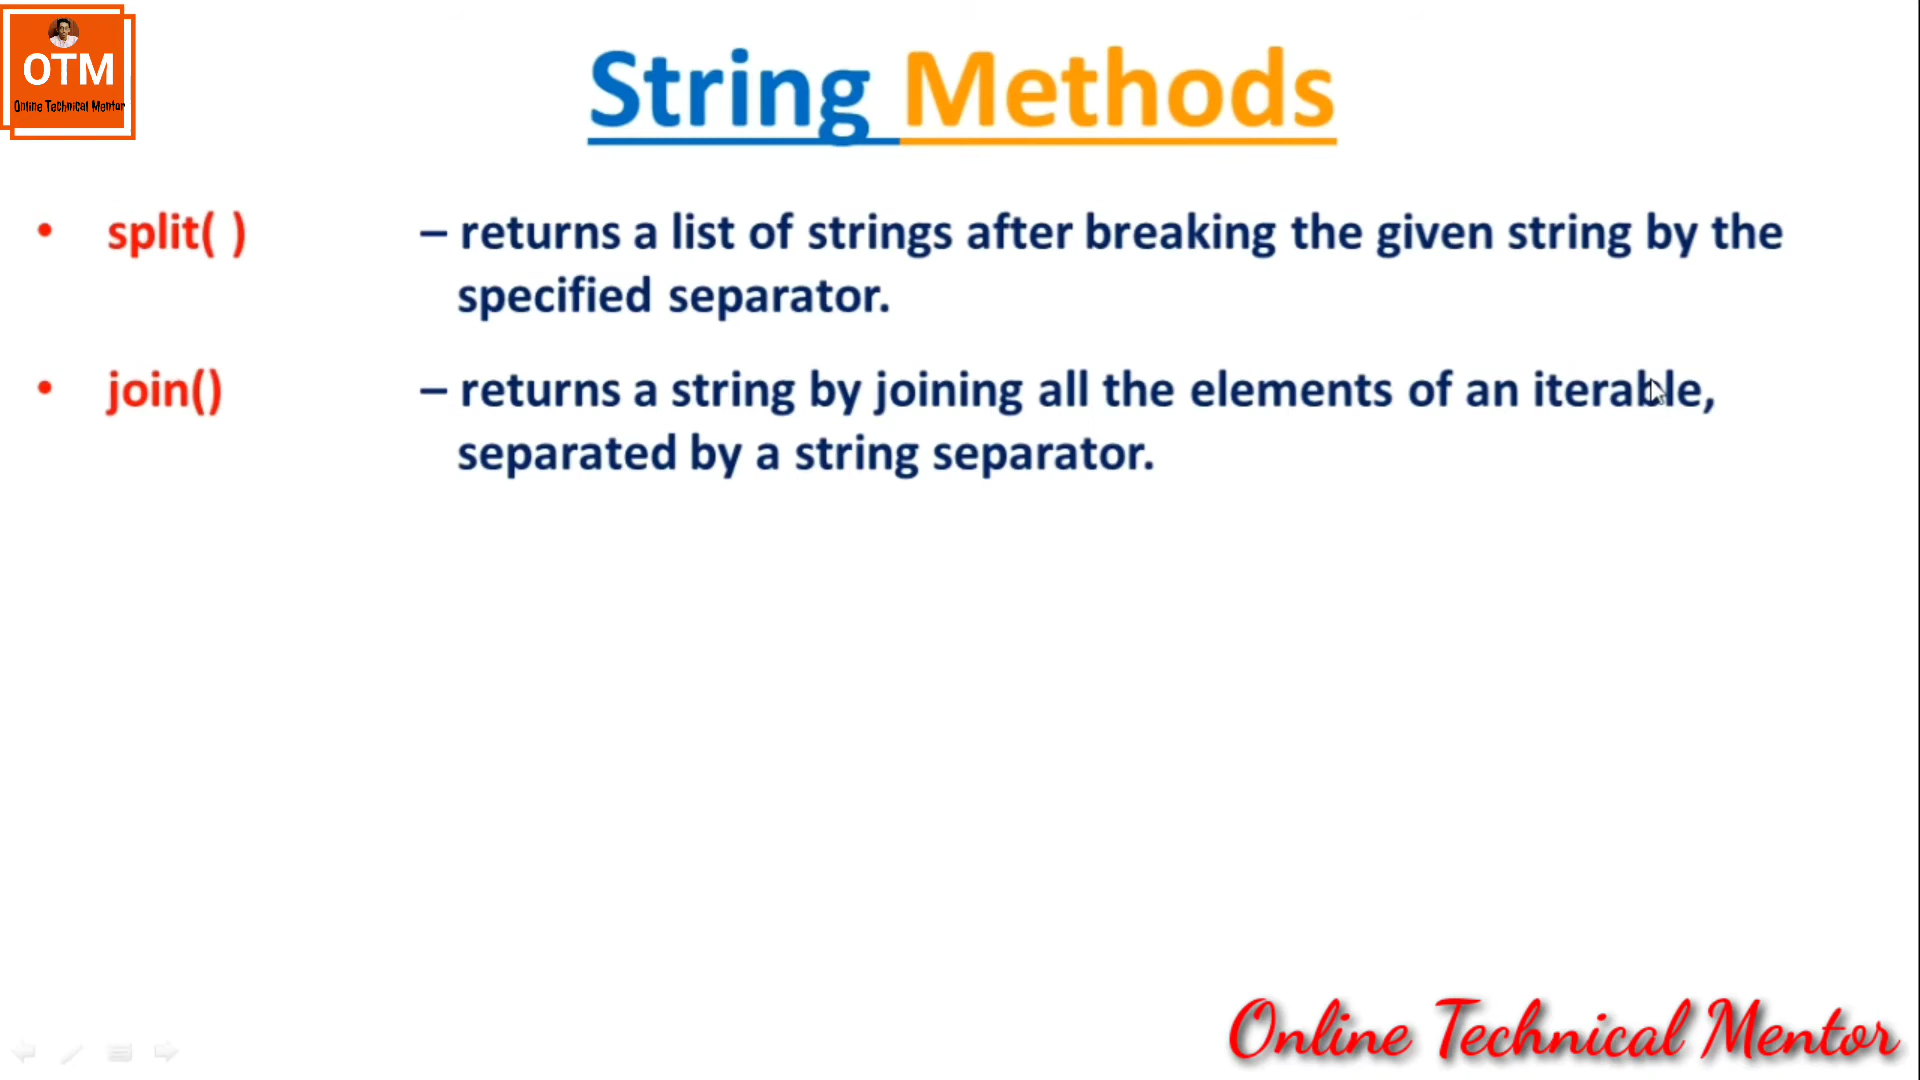 OTM
Online Technical Mentor
String Methods
• split( ) – returns a list of strings after breaking the given string by the
specified separator.
• join() – returns a string by joining all the elements of an iterable,
separated by a string separator.
Online Technical Mentor